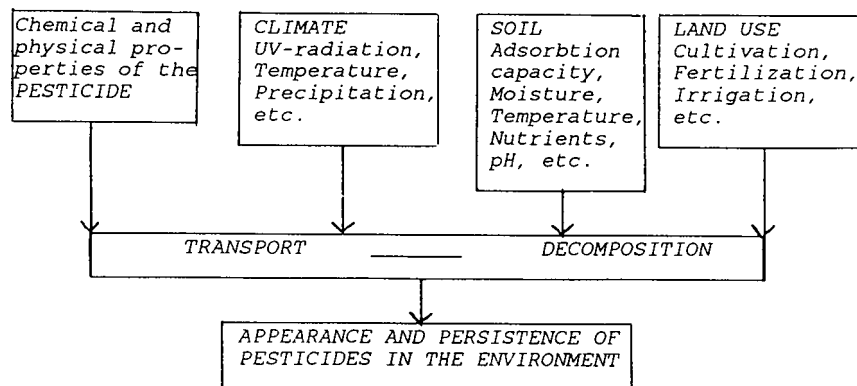 Chemical and
physical pro-
perties of the
PESTICIDE
CLIMATE
UV-radiation,
Temperature,
Precipitation,
etc.
SOIL
Adsorbtion
capacity,
Moisture,
Temperature,
Nutrients,
pH, etc.
LAND USE
Cultivation,
Fertilization,
Irrigation,
etc.
TRANSPORT DECOMPOSITION
APPEARANCE AND PERSISTENCE OF
PESTICIDES IN THE ENVIRONMENT